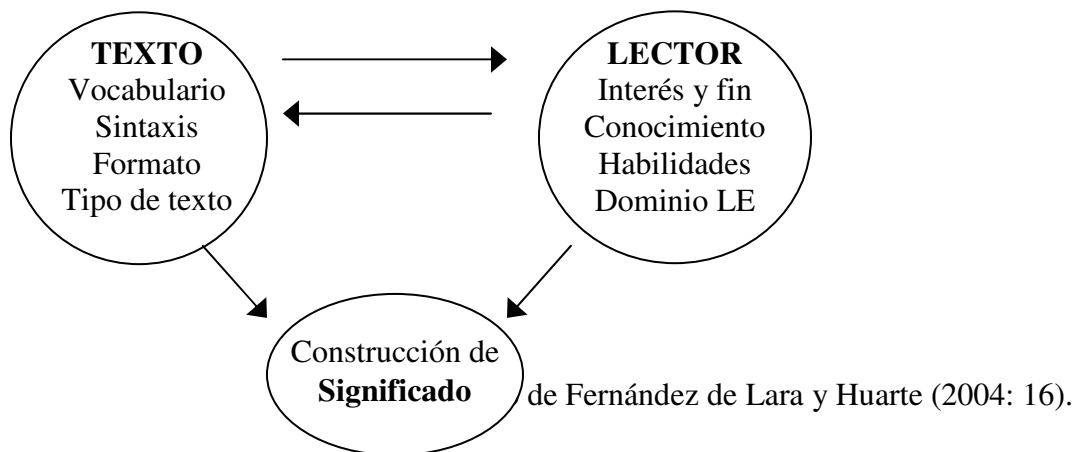 TEXTO
Vocabulario
Sintaxis
Formato
Tipo de texto
LECTOR
Interés y fin
Conocimiento
Habilidades
Dominio LE
Construcción de
Significado
de Fernández de Lara y Huarte (2004: 16).